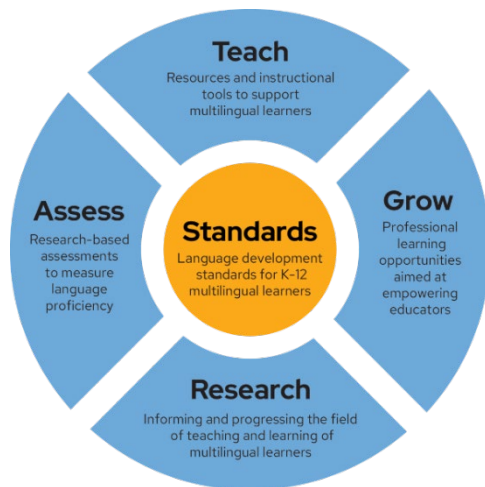 Teach
Resources and instructional
tools to support
multilingual learners
Assess
Research-based
assessments
to measure
language
proficiency
Standards
Language development
standards for K-12
multilingual learners
Grow
Professional
learning
opportunities
aimed at
empowering
educators
Research
Informing and progressing the field
of teaching and learning of
multilingual learners